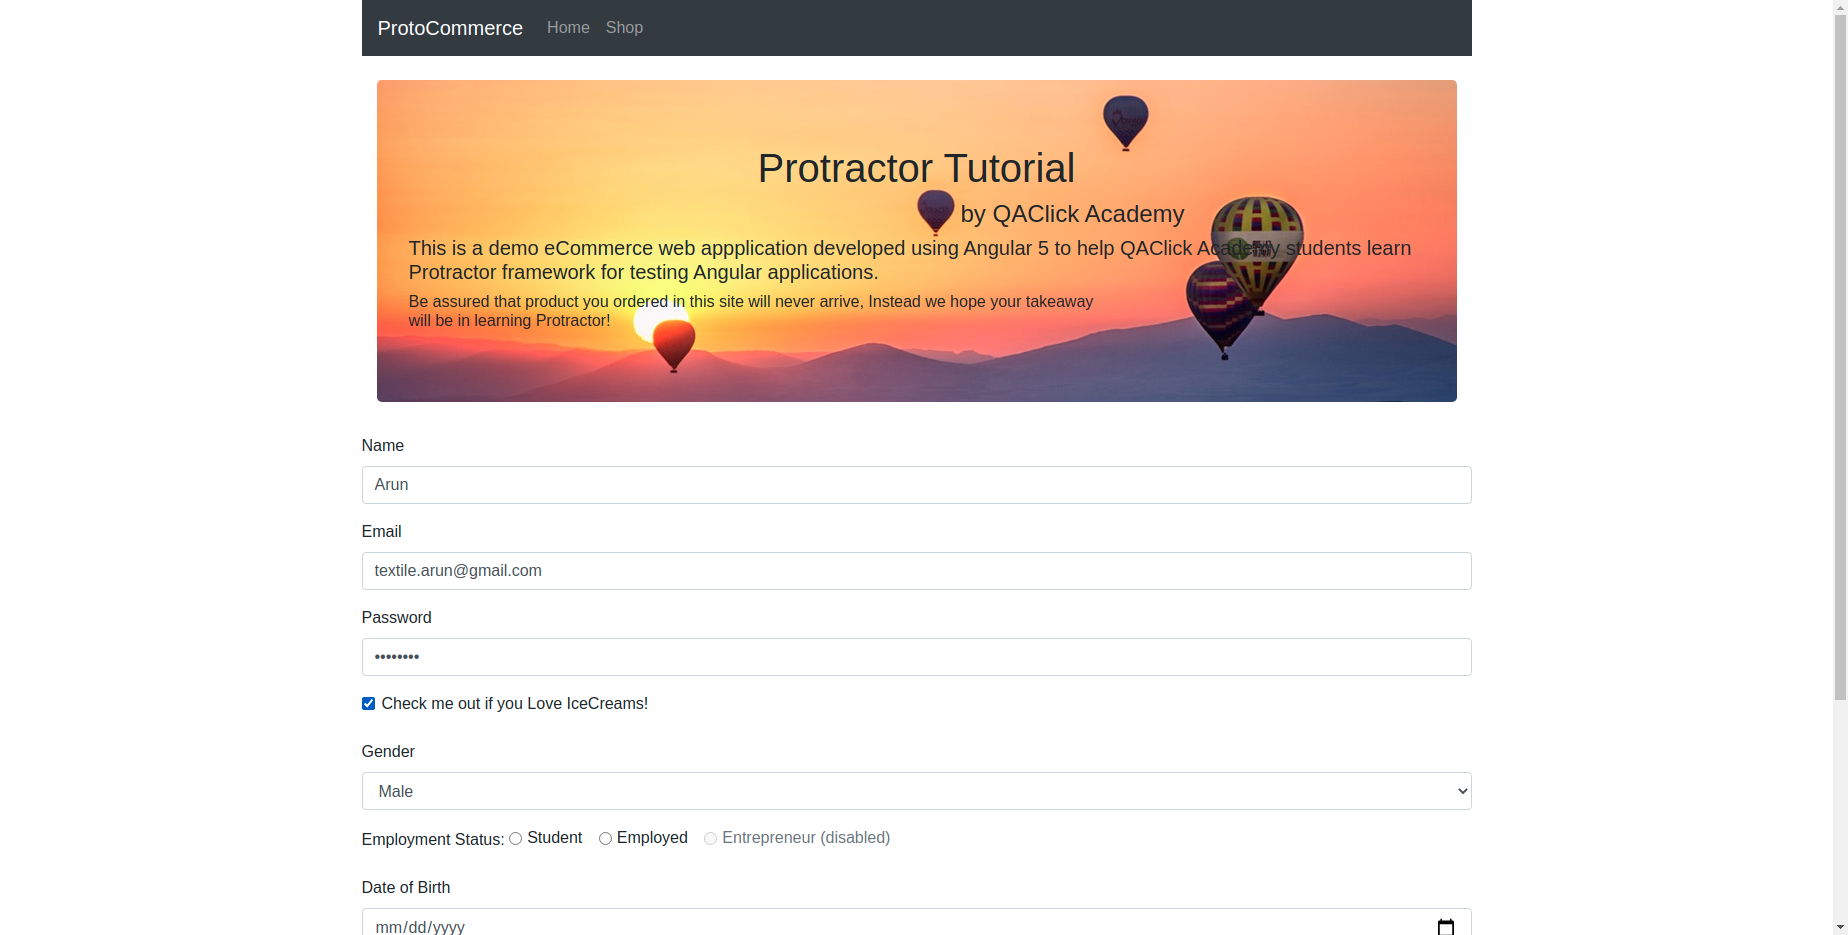 ProtoCommerce Home Shop
Protractor Tutorial
by QAClick Academy
This is a demo eCommerce web appplication developed using Angular 5 to help QAClick Academy students learn
Protractor framework for testing Angular applications.
Be assured that product you ordered in this site will never arrive, Instead we hope your takeaway
will be in learning Protractor!
Name
Arun
Email
textile.arun@gmail.com
Password
••••••••
Check me out if you Love IceCreams!
Gender
Male
Employment Status: Student Employed Entrepreneur (disabled)
Date of Birth
mm/dd/yyyy